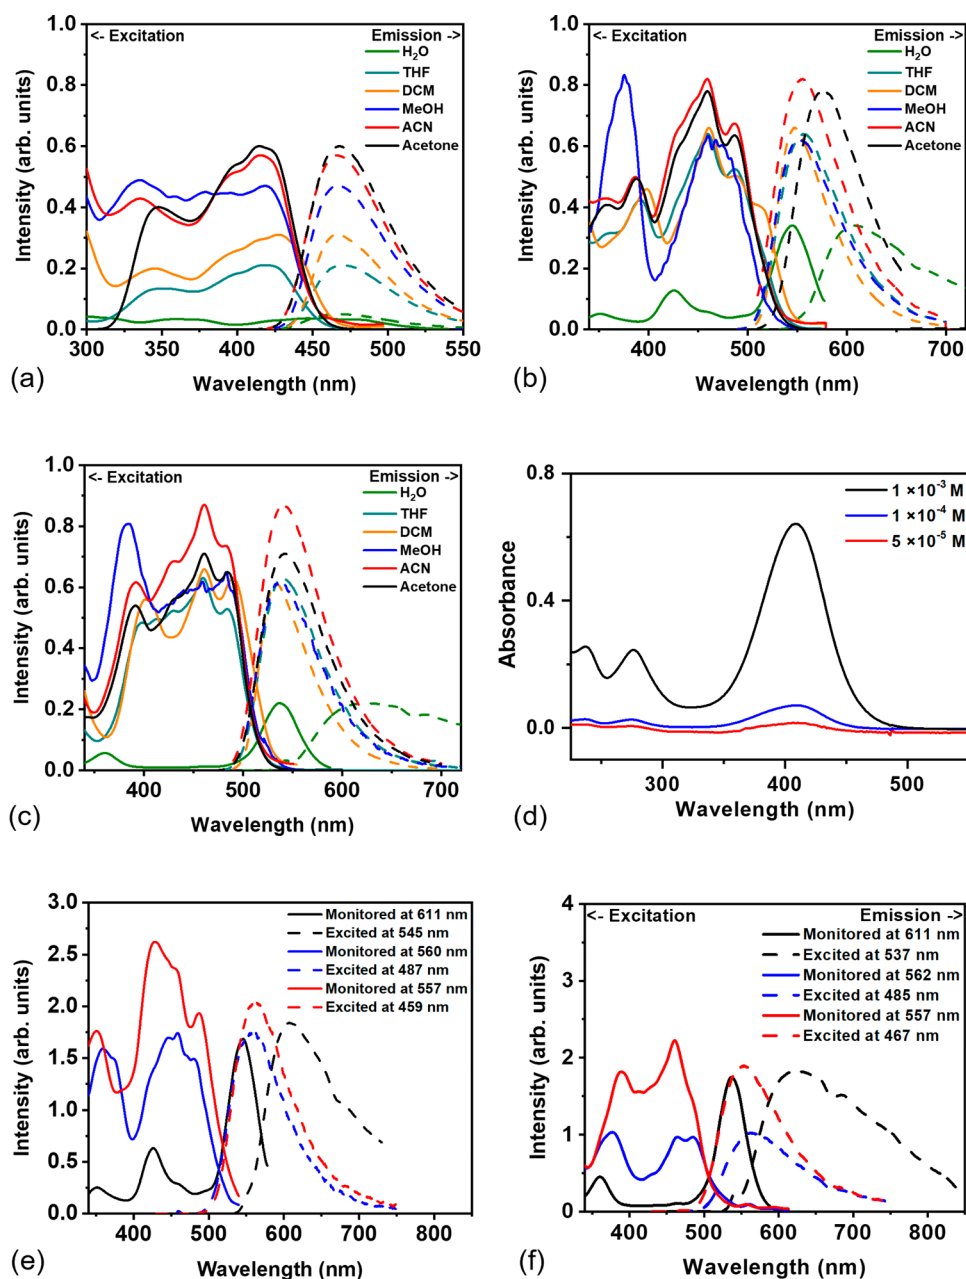 <- Excitation Emission ->
H₂O
THF
DCM
MeOH
ACN
Acetone
Intensity (arb. units)
1.0
0.8
0.6
0.4
0.2
0.0
300 350 400 450 500 550
Wavelength (nm)
(a)
<- Excitation Emission ->
H₂O
THF
DCM
MeOH
ACN
Acetone
Intensity (arb. units)
1.0
0.8
0.6
0.4
0.2
0.0
400 500 600 700
Wavelength (nm)
(b)
<- Excitation Emission ->
H₂O
THF
DCM
MeOH
ACN
Acetone
Intensity (arb. units)
1.0
0.8
0.6
0.4
0.2
0.0
400 500 600 700
Wavelength (nm)
(c)
1 ×10⁻³ M
1 ×10⁻⁴ M
5 ×10⁻⁵ M
Absorbance
0.8
0.4
0.0
300 400 500
Wavelength (nm)
(d)
Monitored at 611 nm
Excited at 545 nm
Monitored at 560 nm
Excited at 487 nm
Monitored at 557 nm
Excited at 459 nm
Intensity (arb. units)
3.0
2.5
2.0
1.5
1.0
0.5
0.0
400 500 600 700 800
Wavelength (nm)
(e)
<- Excitation Emission ->
Monitored at 611 nm
Excited at 537 nm
Monitored at 562 nm
Excited at 485 nm
Monitored at 557 nm
Excited at 467 nm
Intensity (arb. units)
4
3
2
1
0
400 500 600 700 800
Wavelength (nm)
(f)